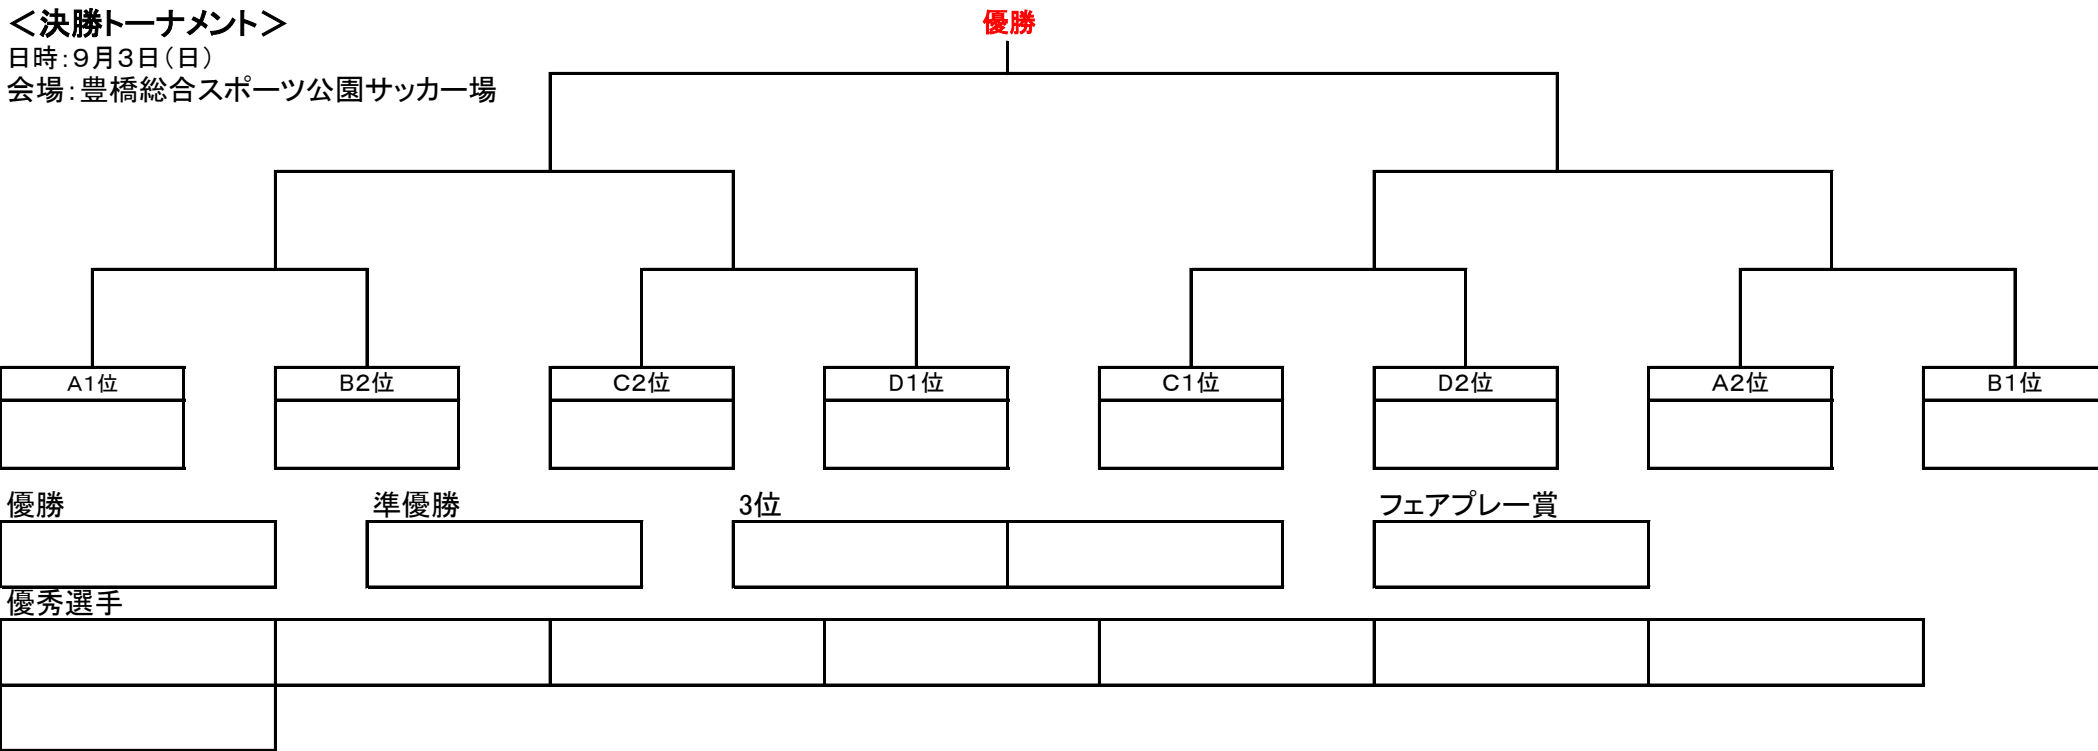 ＜決勝トーナメント＞
優勝
日時：９月３日（日）
会場：豊橋総合スポーツ公園サッカー場
A１位 B２位 C２位 D１位 C１位 D２位 A２位 B１位
優勝 準優勝 3位 フェアプレー賞
優秀選手